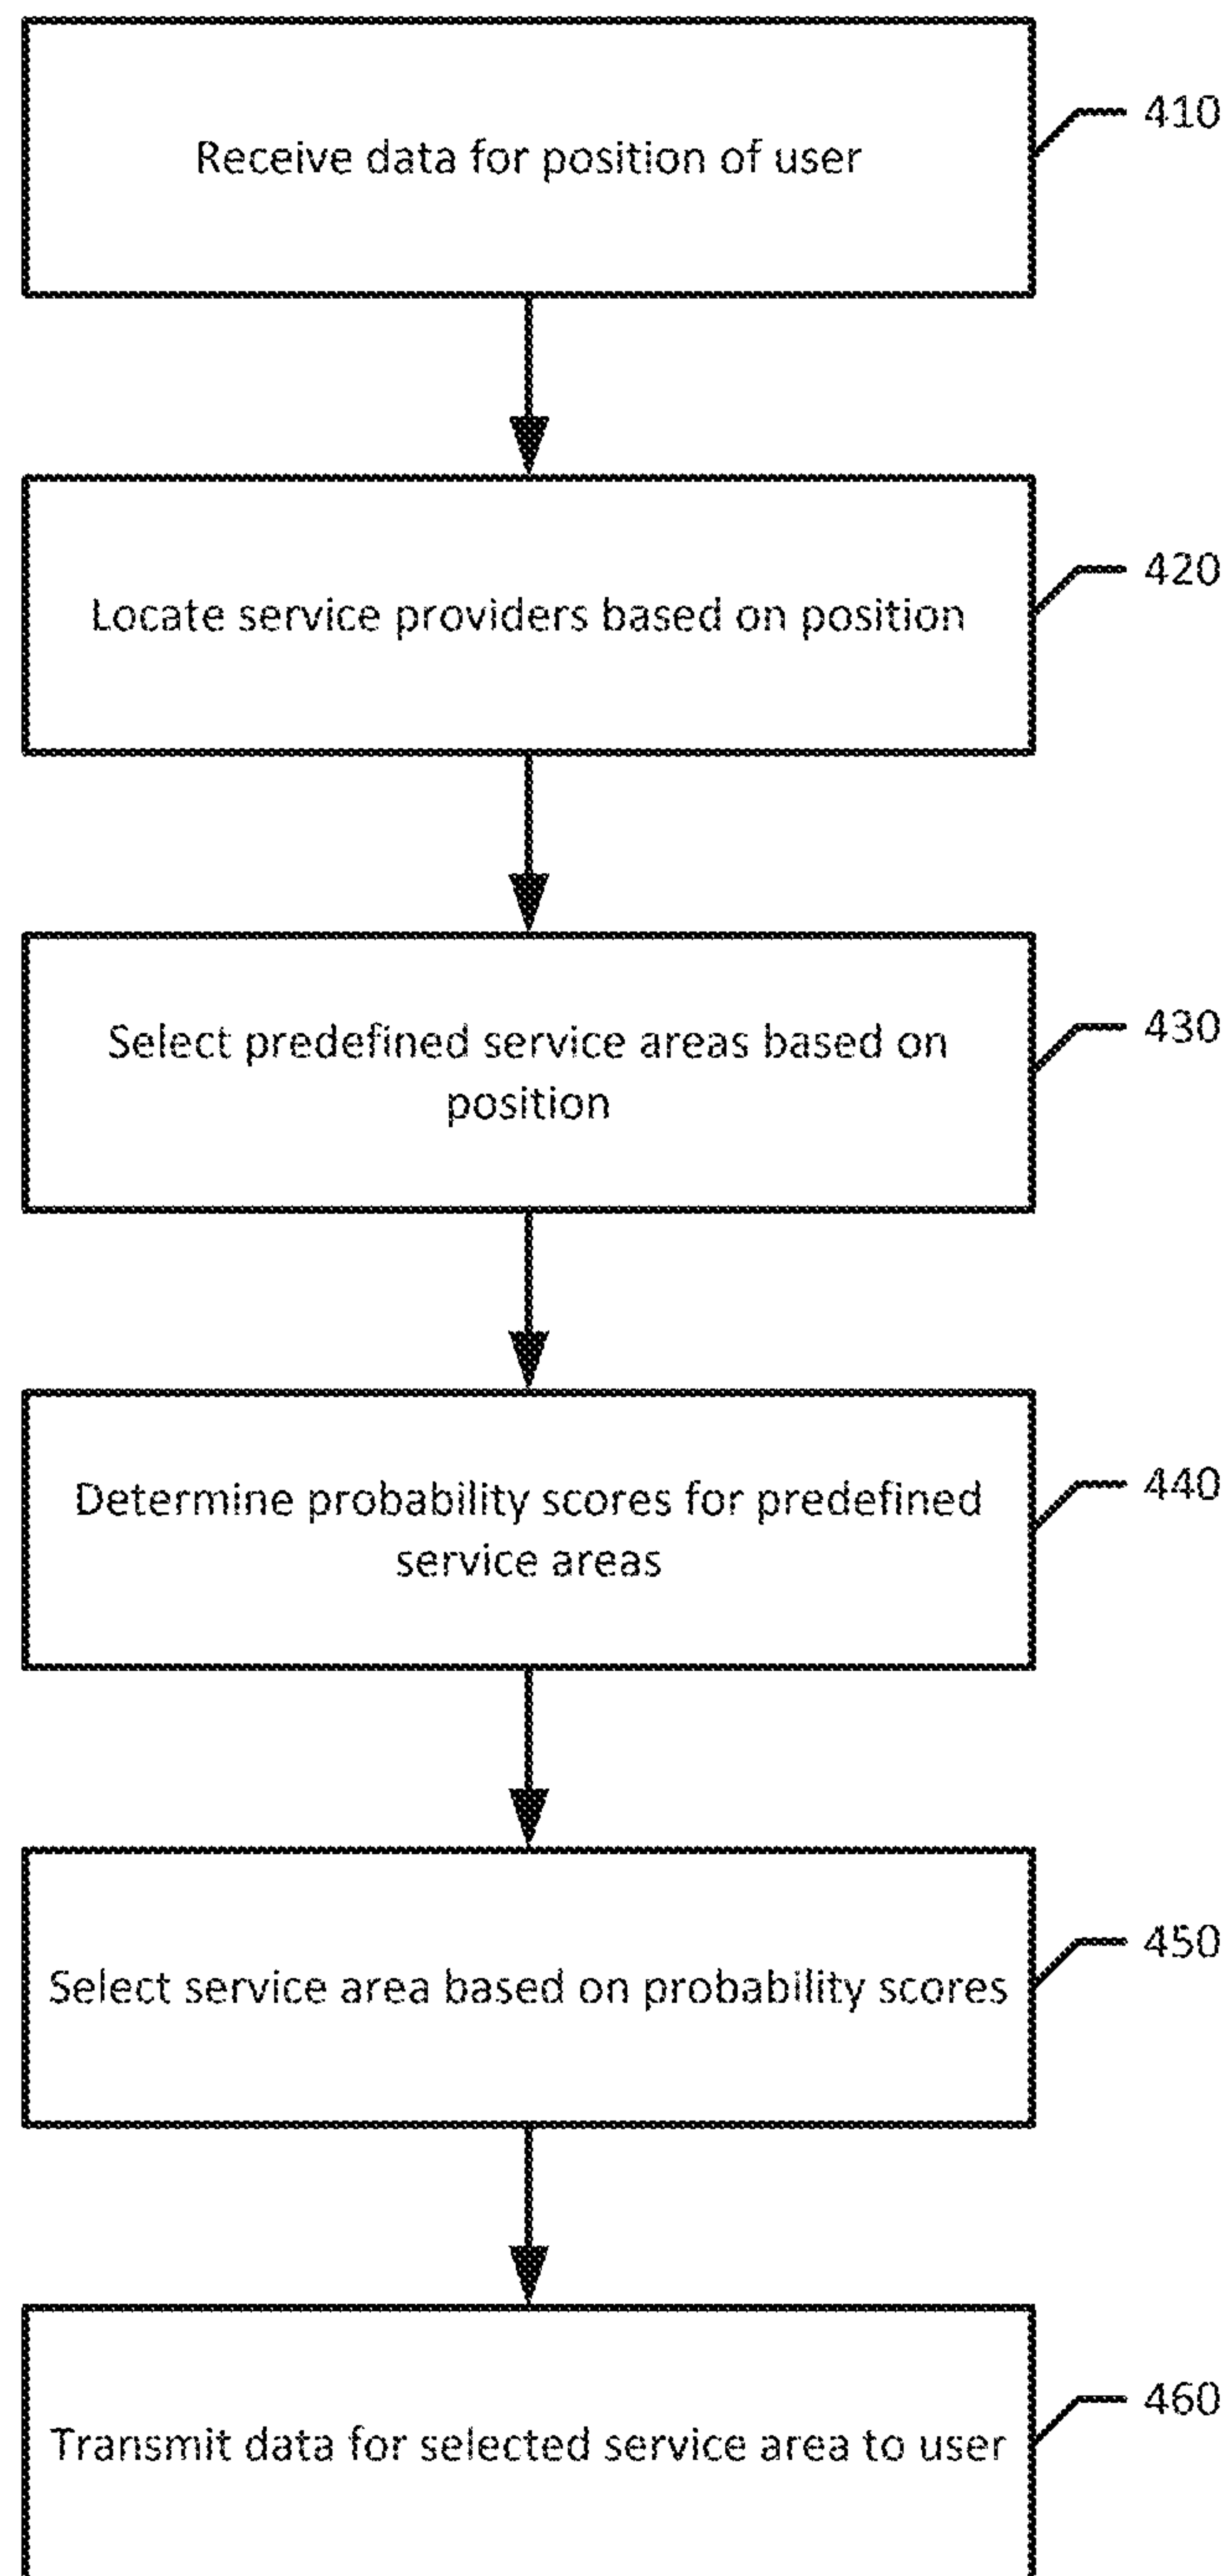 Receive data for position of user
410
Locate service providers based on position
420
Select predefined service areas based on
position
430
Determine probability scores for predefined
service areas
440
Select service area based on probability scores
450
Transmit data for selected service area to user
460